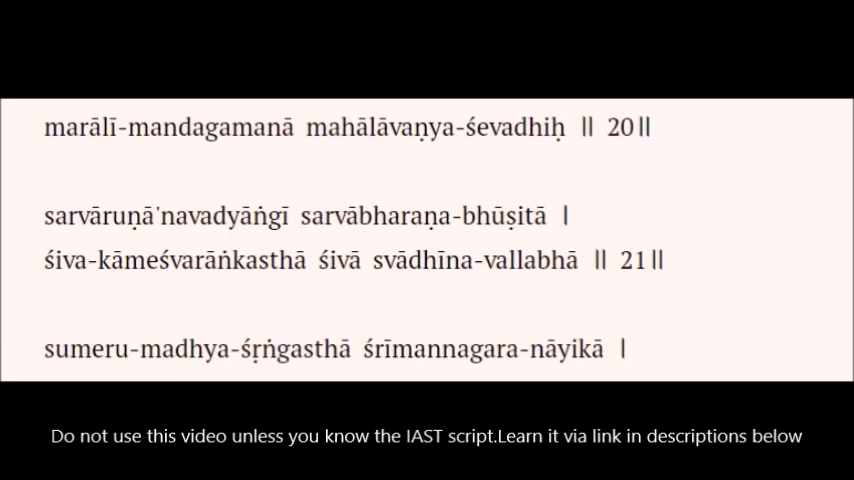 marālī-mandagamanā mahālāvaṇya-śevadhiḥ || 20||
sarvāruṇā'navadyāṅgī sarvābharaṇa-bhūṣitā |
śiva-kāmeśvarāṅkasthā śivā svādhīna-vallabhā || 21||
sumeru-madhya-śṛṅgasthā śrīmannagara-nāyikā |
Do not use this video unless you know the IAST script.Learn it via link in descriptions below